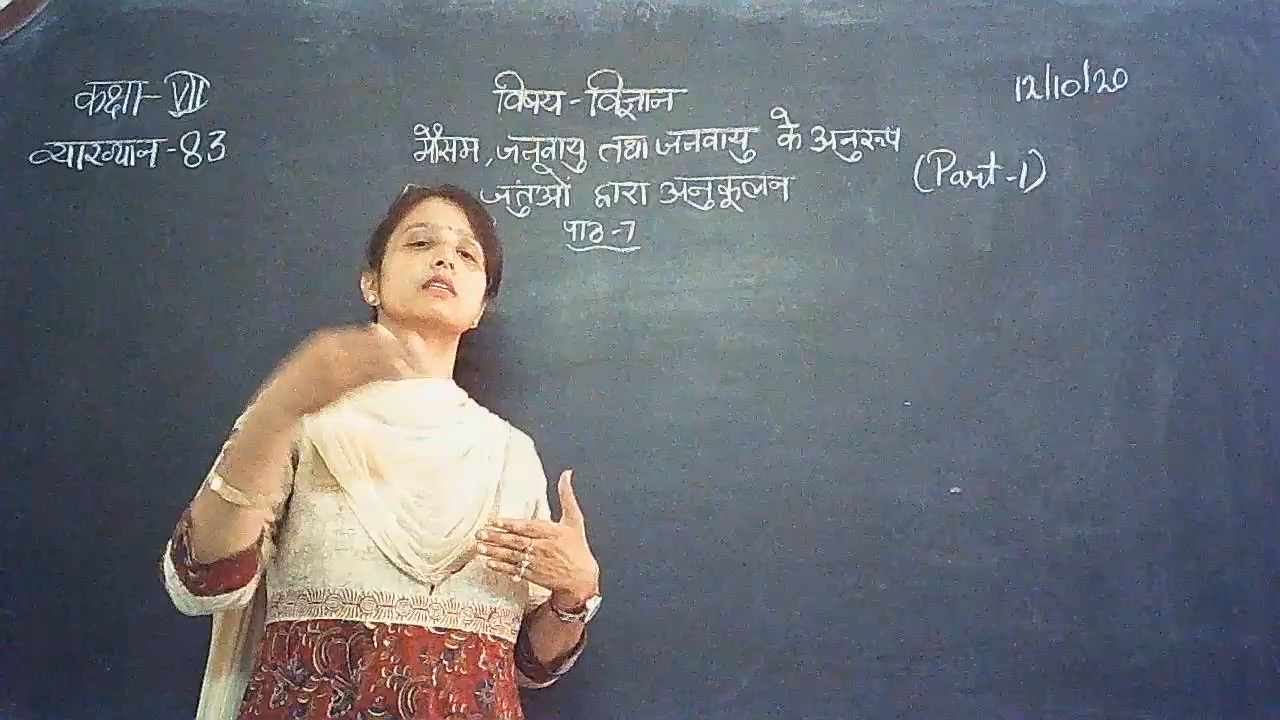 कक्षा-VII
विषय-विज्ञान
12/10/20
व्याख्यान-83
मौसम, जलवायु तथा जलवायु के अनुरूप
जंतुओं द्वारा अनुकूलन
(Part-1)
पाठ-7